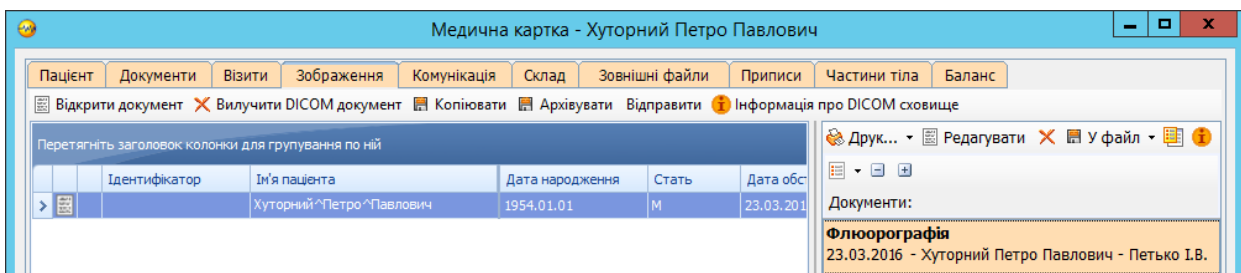 Медична картка - Хуторний Петро Павлович
Пацієнт Документи Візити Зображення Комунікація Склад Зовнішні файли Приписи Частини тіла Баланс
Відкрити документ Вилучити DICOM документ Копіювати Архівувати Відправити Інформація про DICOM сховище
Перетягніть заголовок колонки для групування по ній
Ідентифікатор Ім'я пацієнта Дата народження Стать Дата обст
Хуторний^Петро^Павлович 1954.01.01 M 23.03.201
Друк... Редагувати У файл
Документи:
Флюорографія
23.03.2016 - Хуторний Петро Павлович - Петько І.В.